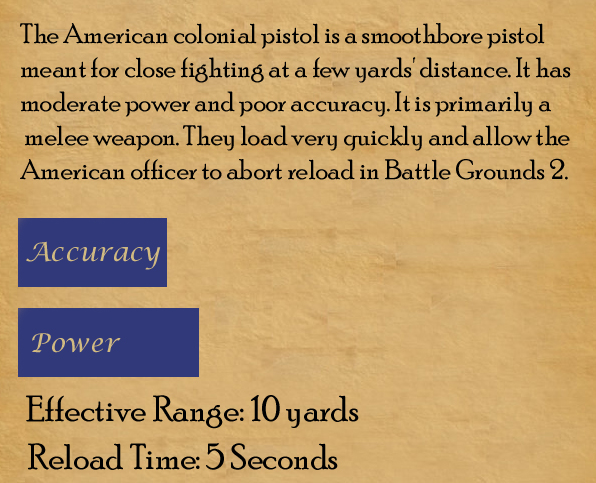 The American colonial pistol is a smoothbore pistol
meant for close fighting at a few yards' distance. It has
moderate power and poor accuracy. It is primarily a
melee weapon. They load very quickly and allow the
American officer to abort reload in Battle Grounds 2.
Accuracy
Power
Effective Range: 10 yards
Reload Time: 5 Seconds